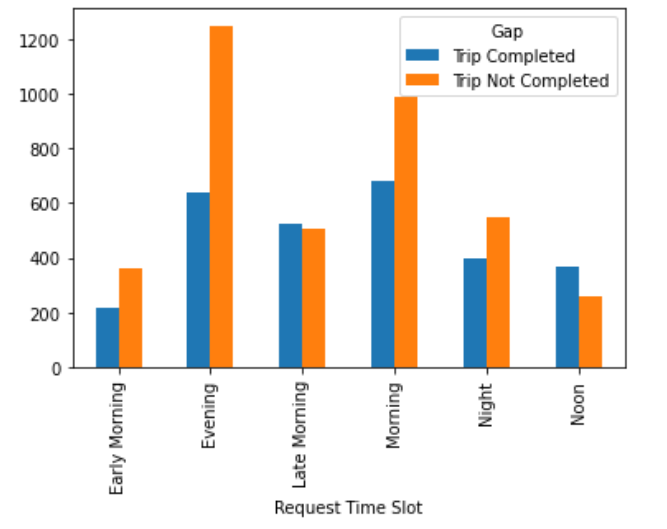 Gap
Trip Completed
Trip Not Completed
1200
1000
800
600
400
200
0
Early Morning
Evening
Late Morning
Morning
Night
Noon
Request Time Slot